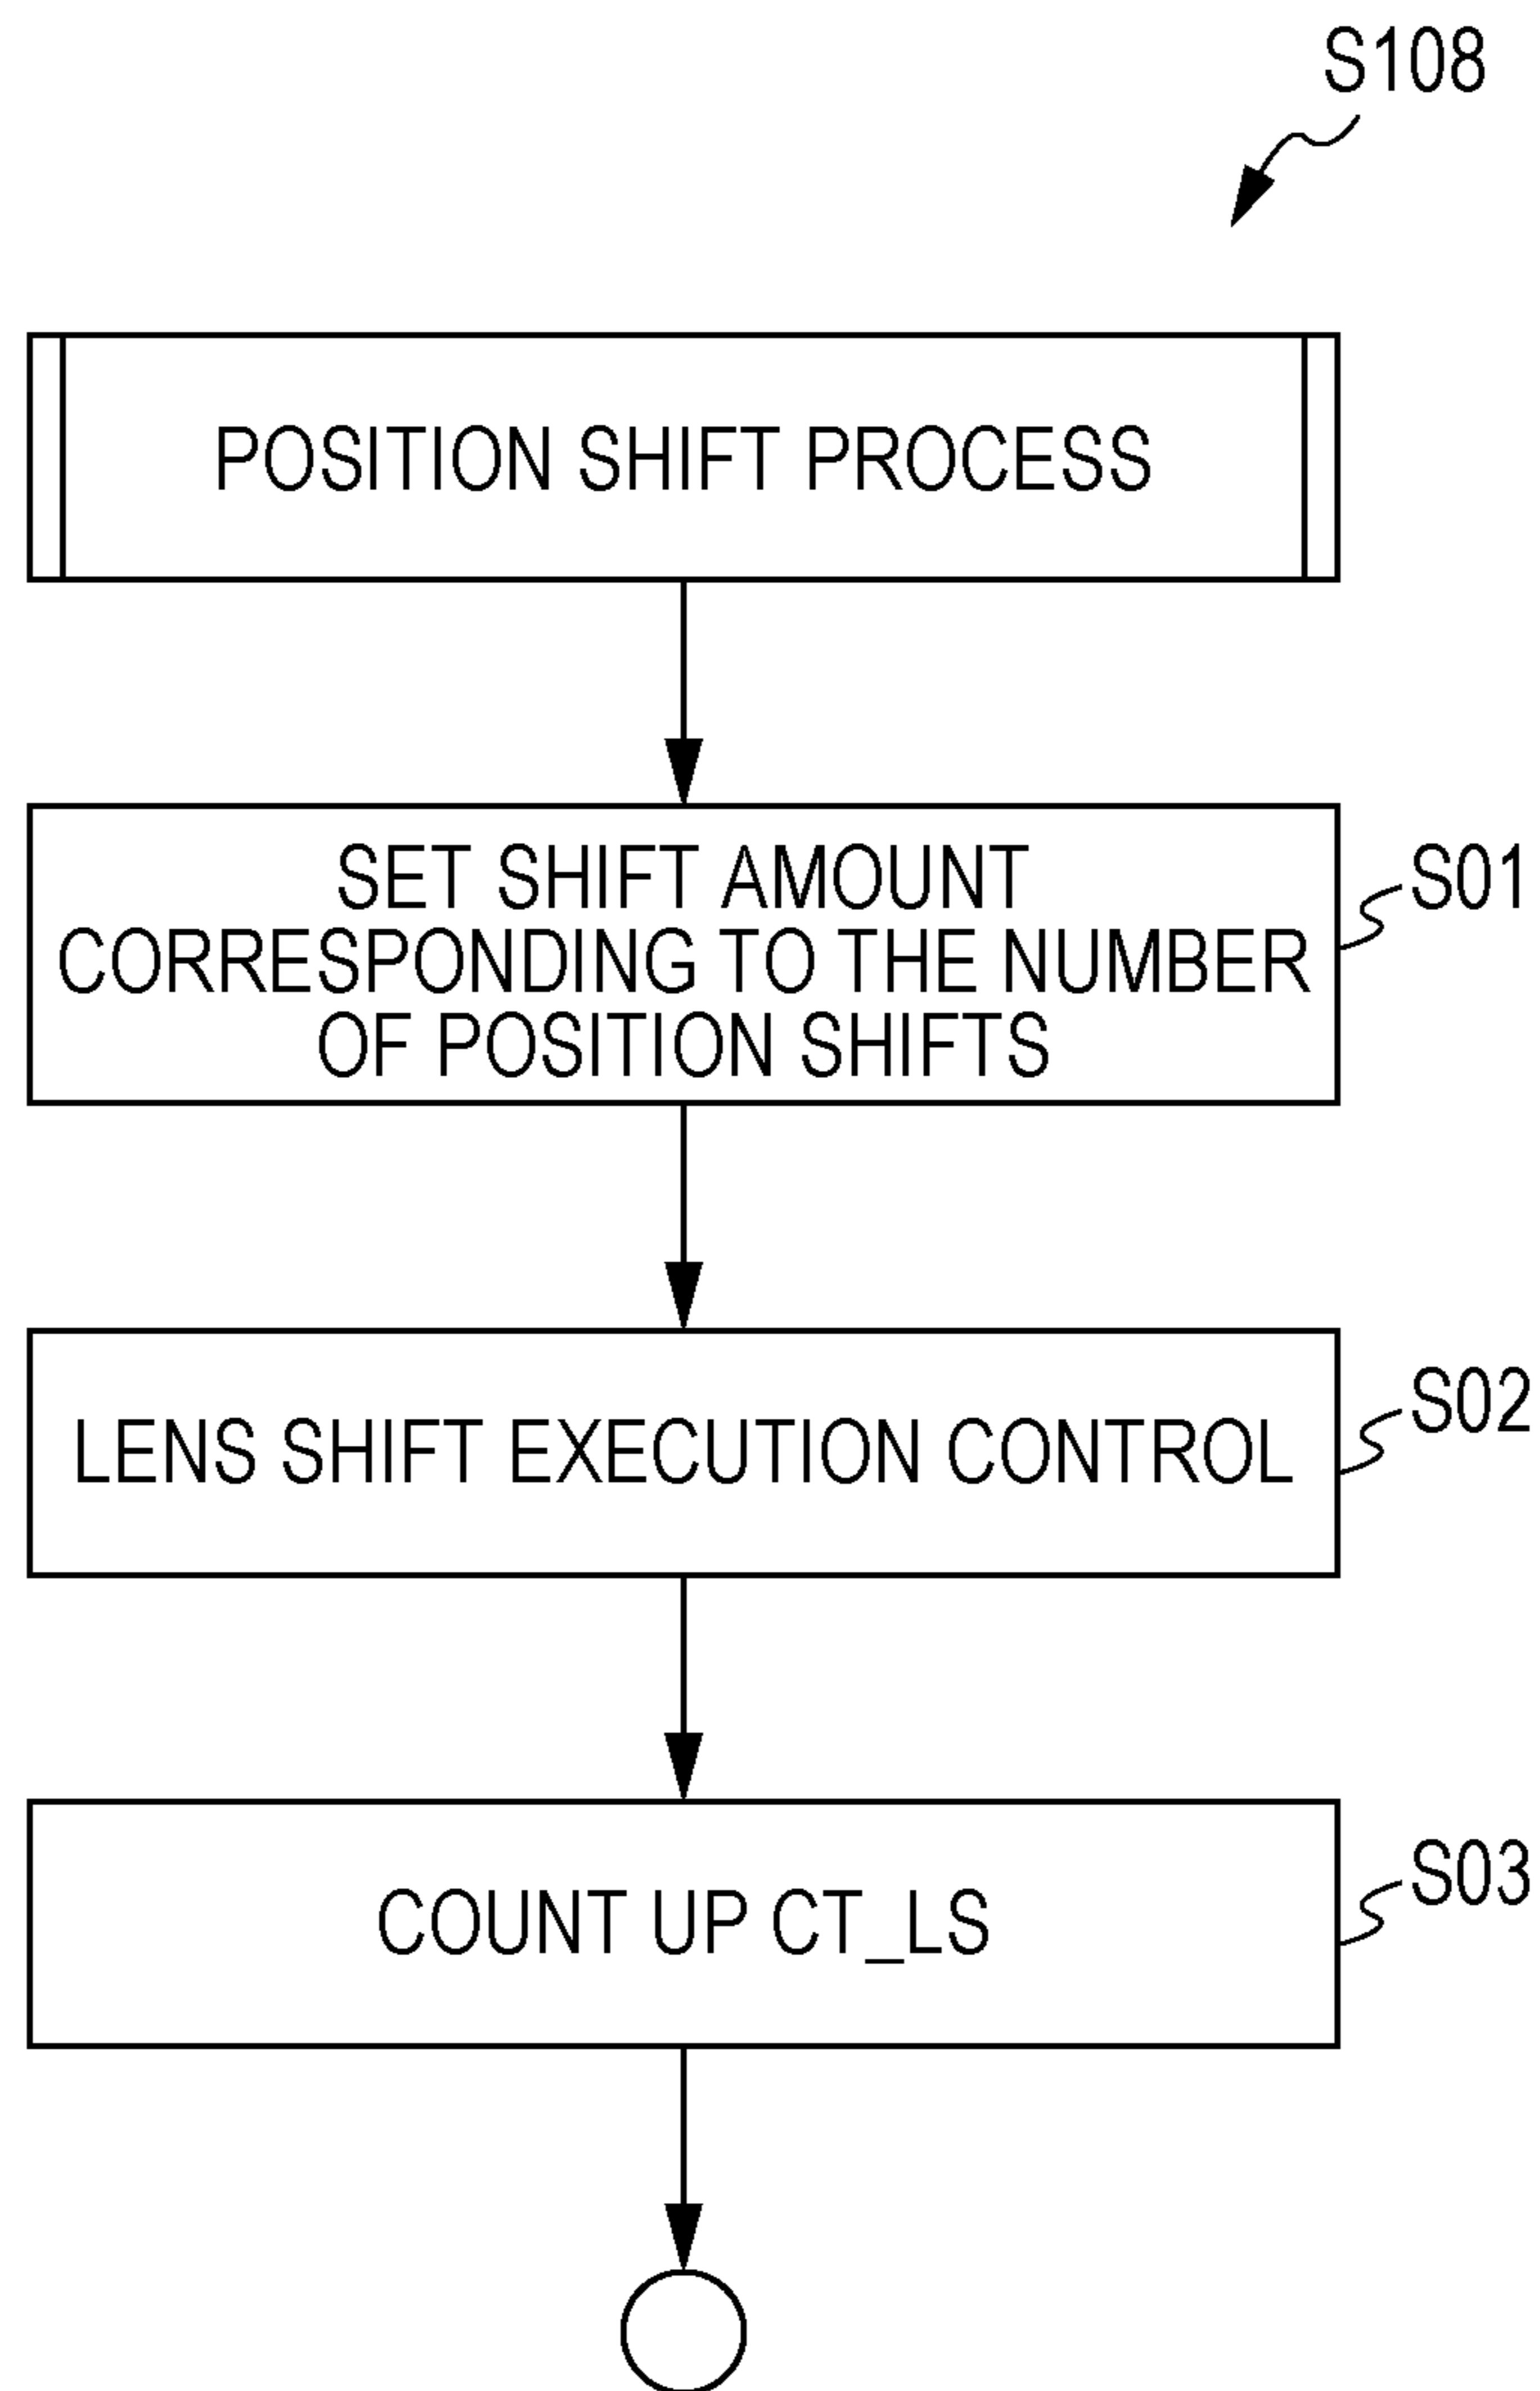 S108
POSITION SHIFT PROCESS
SET SHIFT AMOUNT
CORRESPONDING TO THE NUMBER
OF POSITION SHIFTS
S01
LENS SHIFT EXECUTION CONTROL
S02
COUNT UP CT_LS
S03